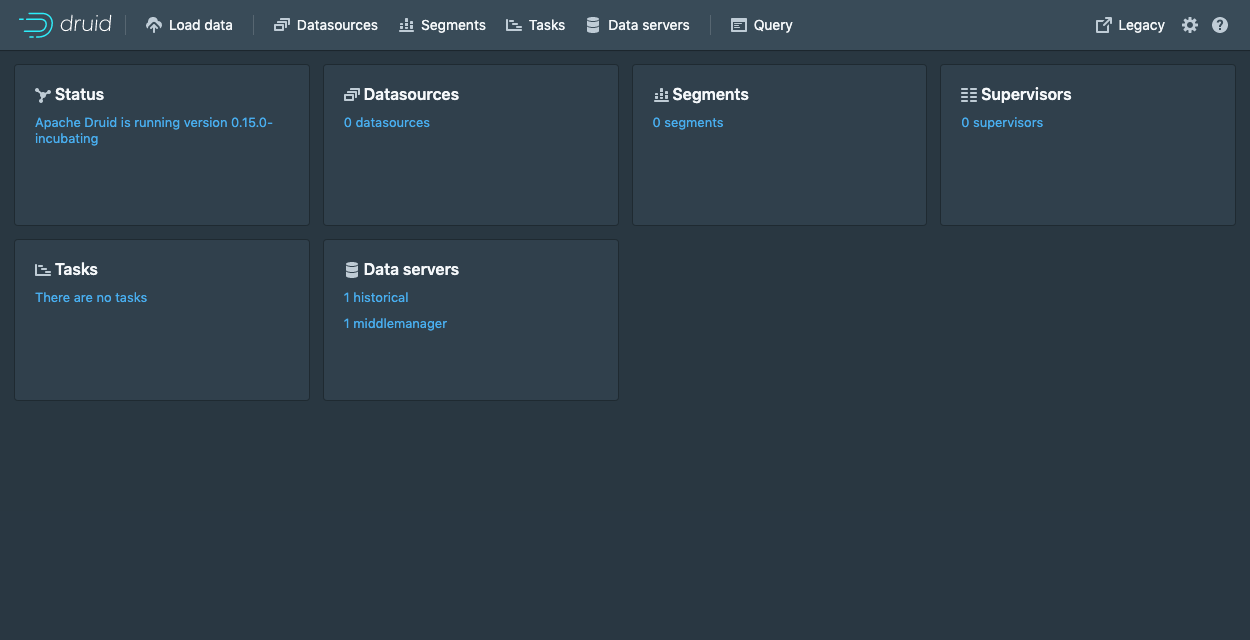 druid Load data Datasources Segments Tasks Data servers Query Legacy
Status
Apache Druid is running version 0.15.0-
incubating
Datasources
0 datasources
Segments
0 segments
Supervisors
0 supervisors
Tasks
There are no tasks
Data servers
1 historical
1 middlemanager